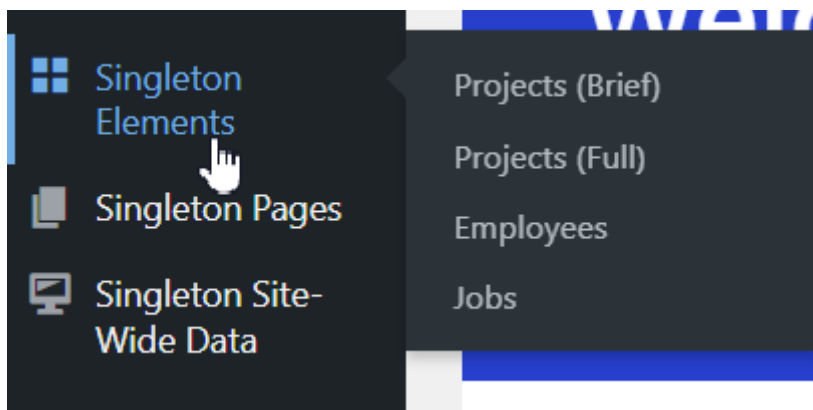 Singleton
Elements
Singleton Pages
Singleton Site-
Wide Data
Projects (Brief)
Projects (Full)
Employees
Jobs